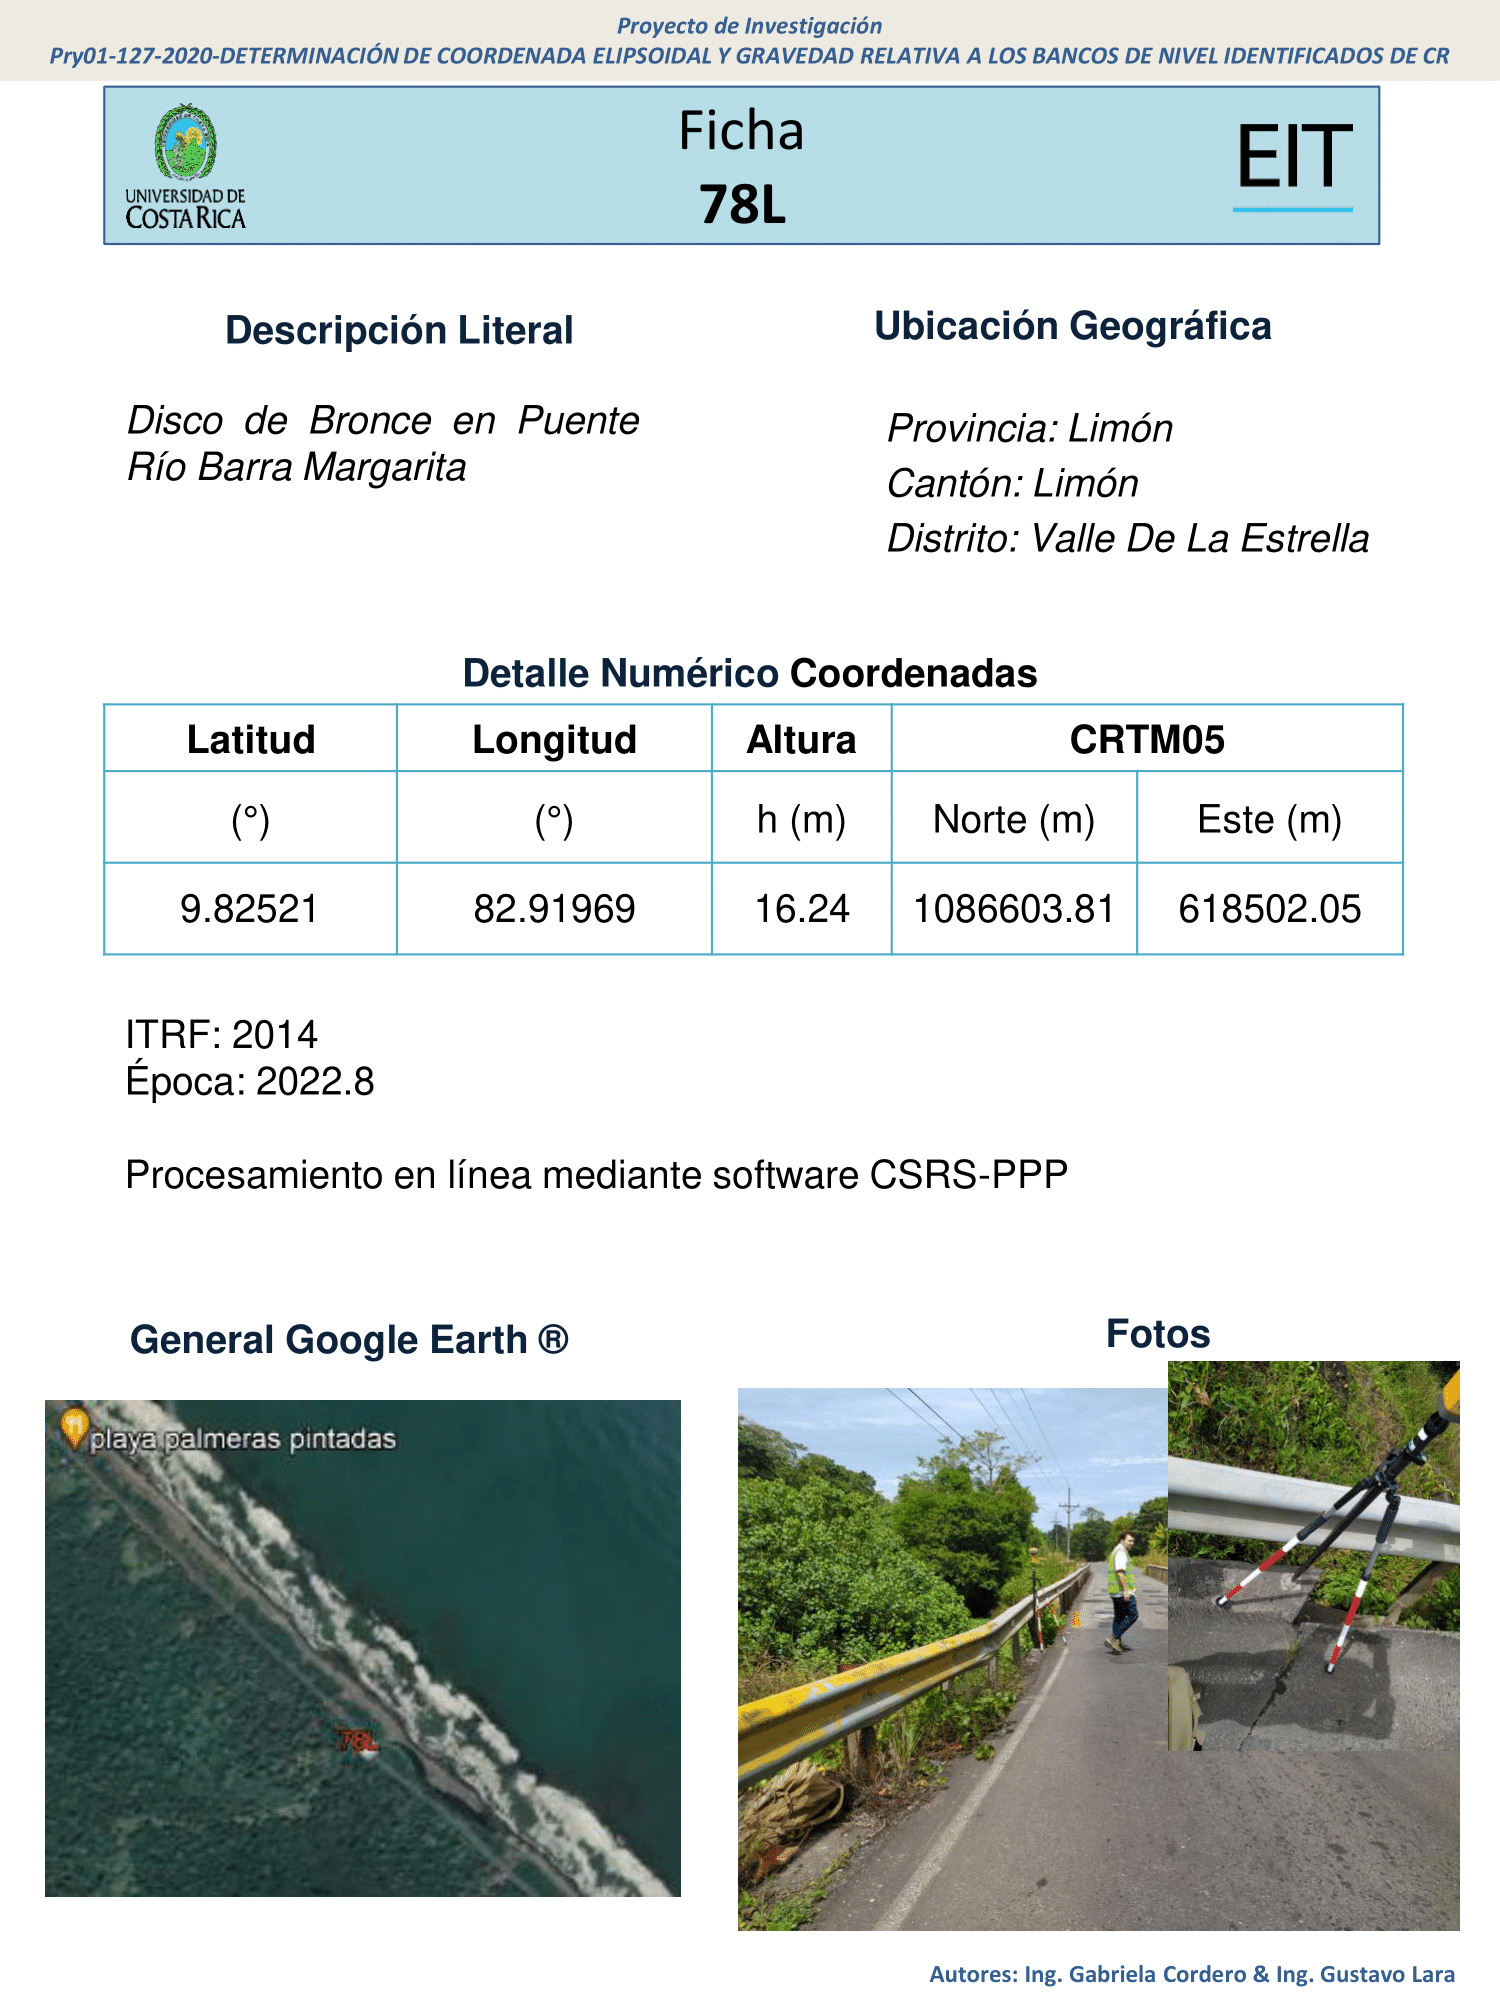 Proyecto de Investigación
Pry01-127-2020-DETERMINACIÓN DE COORDENADA ELIPSOIDAL Y GRAVEDAD RELATIVA A LOS BANCOS DE NIVEL IDENTIFICADOS DE CR
UNIVERSIDAD DE
COSTA RICA
Ficha
78L
EIT
Descripción Literal
Disco de Bronce en Puente
Río Barra Margarita
Ubicación Geográfica
Provincia: Limón
Cantón: Limón
Distrito: Valle De La Estrella
Detalle Numérico Coordenadas
Latitud Longitud Altura CRTM05
(°) (°) h (m) Norte (m) Este (m)
9.82521 82.91969 16.24 1086603.81 618502.05
ITRF: 2014
Época: 2022.8
Procesamiento en línea mediante software CSRS-PPP
General Google Earth ®
playa palmeras pintadas
78L
Fotos
Autores: Ing. Gabriela Cordero & Ing. Gustavo Lara